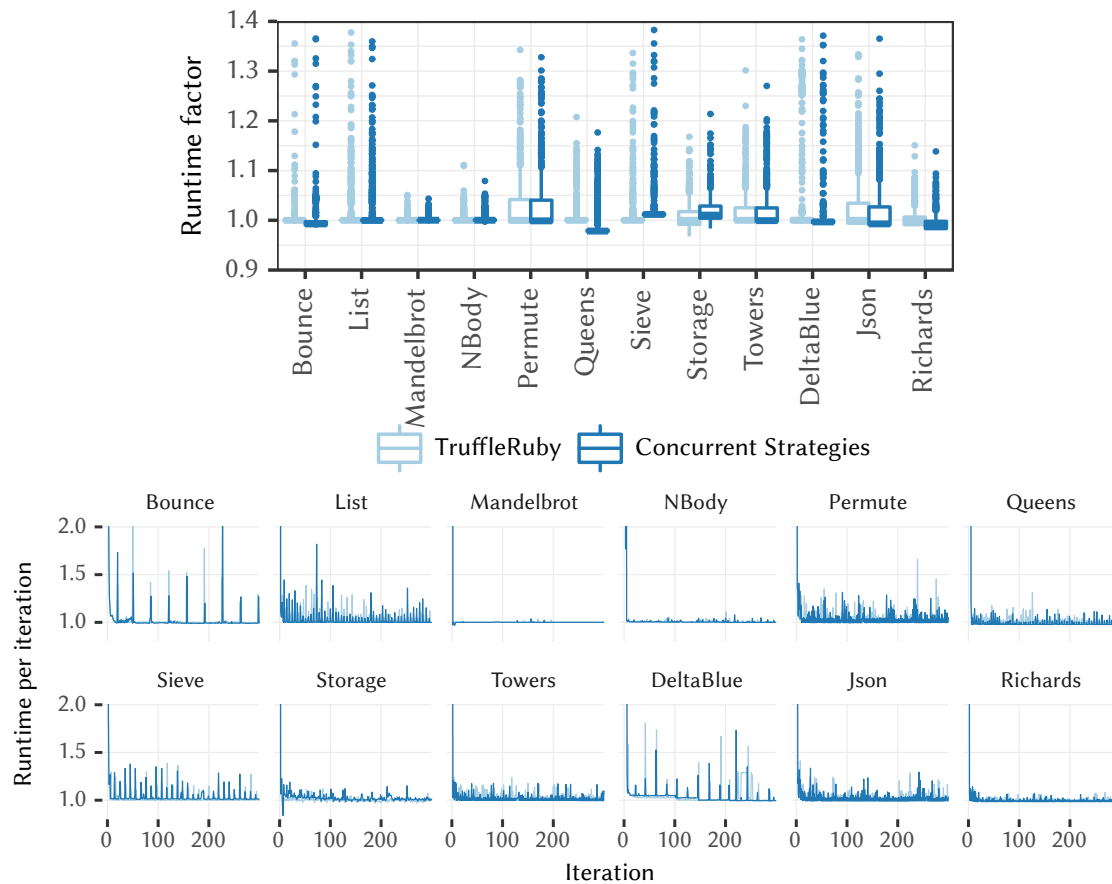 1.4
1.3
1.2
1.1
1.0
0.9
Runtime factor
Bounce
List
Mandelbrot
NBody
Permute
Queens
Sieve
Storage
Towers
DeltaBlue
Json
Richards
TruffleRuby Concurrent Strategies
Bounce List Mandelbrot NBody Permute Queens
2.0
1.5
1.0
Runtime per iteration
Sieve Storage Towers DeltaBlue Json Richards
2.0
1.5
1.0
0 100 200 0 100 200 0 100 200 0 100 200 0 100 200 0 100 200
Iteration